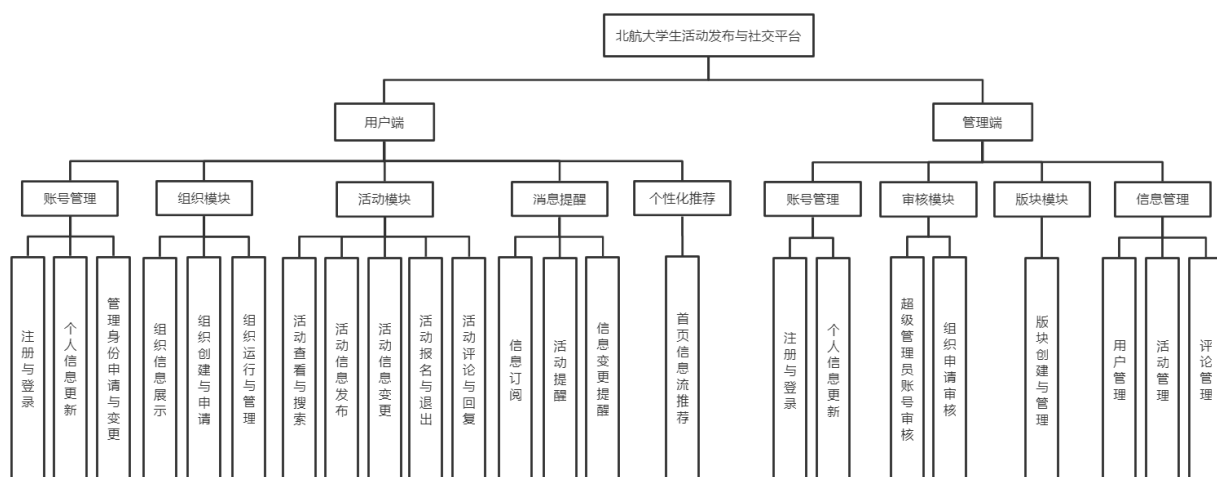 北航大学生活动发布与社交平台
用户端
管理端
账号管理
组织模块
活动模块
消息提醒
个性化推荐
账号管理
审核模块
版块模块
信息管理
注册与登录
个人信息更新
管理身份申请与变更
组织信息展示
组织创建与申请
组织运行与管理
活动查看与搜索
活动信息发布
活动信息变更
活动报名与退出
活动评论与回复
信息订阅
活动提醒
信息变更提醒
首页信息流推荐
注册与登录
个人信息更新
超级管理员账号审核
组织申请审核
版块创建与管理
用户管理
活动管理
评论管理